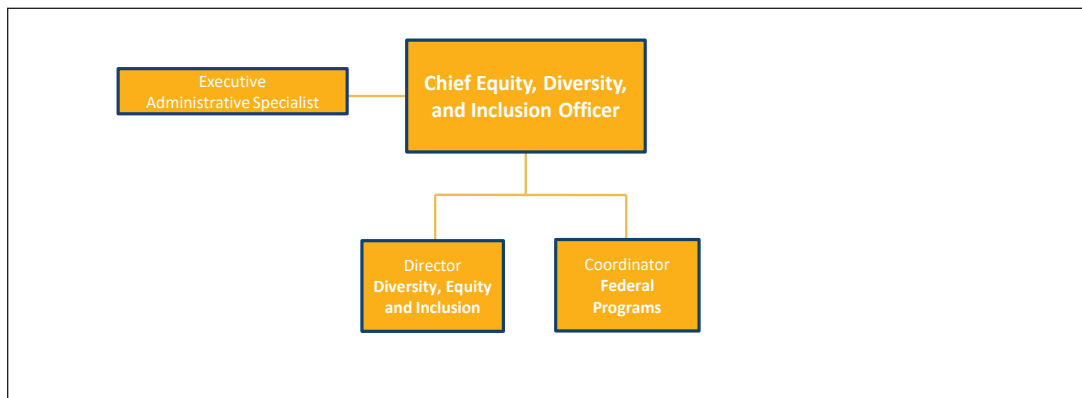 Executive
Administrative Specialist
Chief Equity, Diversity,
and Inclusion Officer
Director
Diversity, Equity
and Inclusion
Coordinator
Federal
Programs